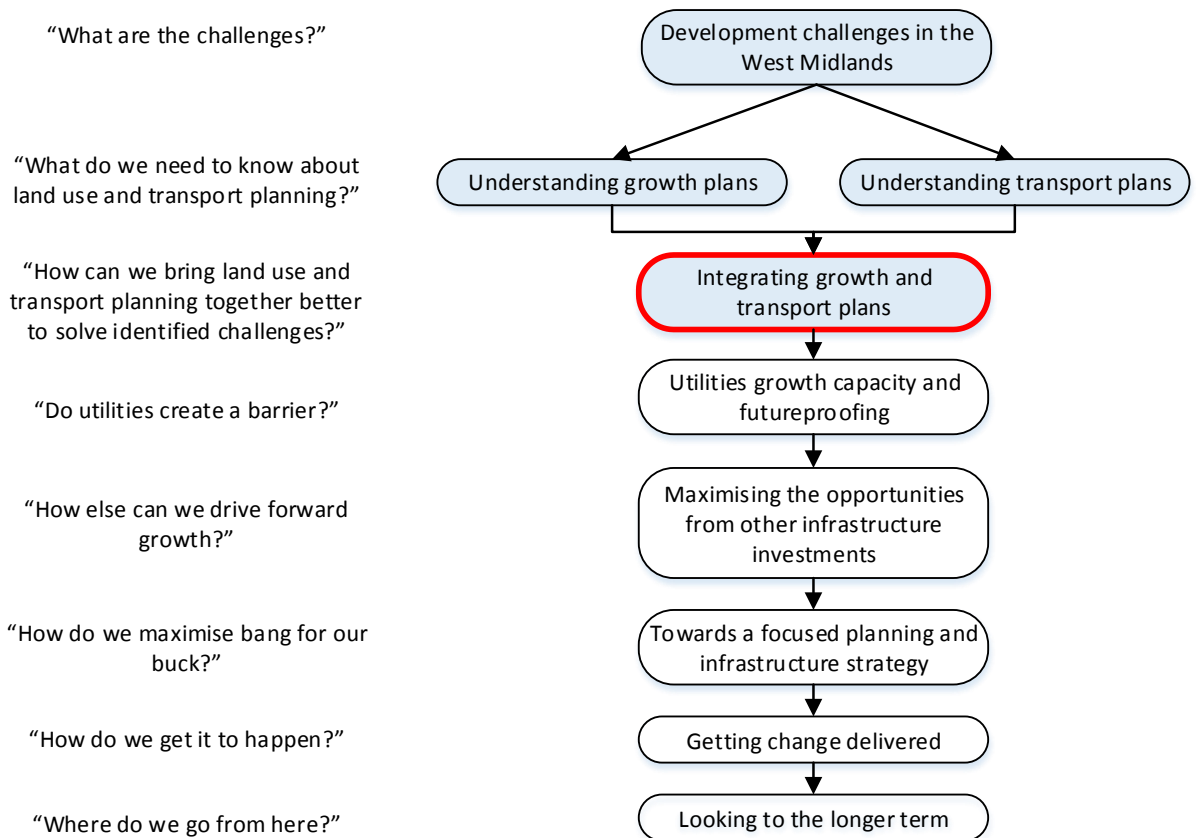 “What are the challenges?”
Development challenges in the
West Midlands
“What do we need to know about
land use and transport planning?”
Understanding growth plans
Understanding transport plans
“How can we bring land use and
transport planning together better
to solve identified challenges?”
Integrating growth and
transport plans
“Do utilities create a barrier?”
Utilities growth capacity and
futureproofing
“How else can we drive forward
growth?”
Maximising the opportunities
from other infrastructure
investments
“How do we maximise bang for our
buck?”
Towards a focused planning and
infrastructure strategy
“How do we get it to happen?”
Getting change delivered
“Where do we go from here?”
Looking to the longer term